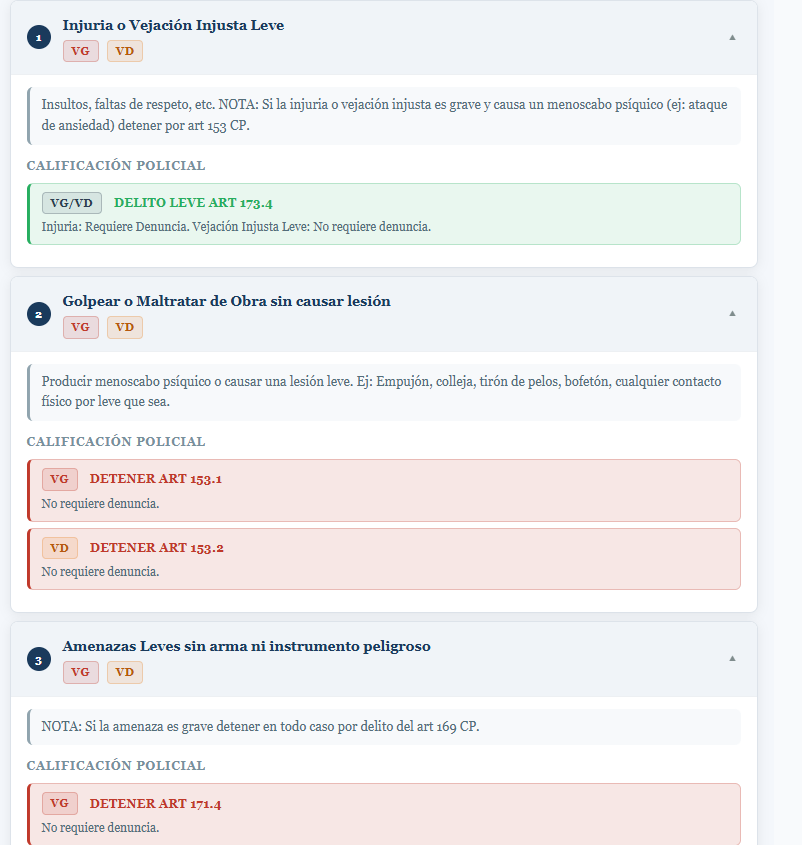 1
Injuria o Vejación Injusta Leve
VG VD
▲
Insultos, faltas de respeto, etc. NOTA: Si la injuria o vejación injusta es grave y causa un menoscabo psíquico (ej: ataque
de ansiedad) detener por art 153 CP.
CALIFICACIÓN POLICIAL
VG/VD DELITO LEVE ART 173.4
Injuria: Requiere Denuncia. Vejación Injusta Leve: No requiere denuncia.
2
Golpear o Maltratar de Obra sin causar lesión
VG VD
▲
Producir menoscabo psíquico o causar una lesión leve. Ej: Empujón, colleja, tirón de pelos, bofetón, cualquier contacto
físico por leve que sea.
CALIFICACIÓN POLICIAL
VG DETENER ART 153.1
No requiere denuncia.
VD DETENER ART 153.2
No requiere denuncia.
3
Amenazas Leves sin arma ni instrumento peligroso
VG VD
▲
NOTA: Si la amenaza es grave detener en todo caso por delito del art 169 CP.
CALIFICACIÓN POLICIAL
VG DETENER ART 171.4
No requiere denuncia.